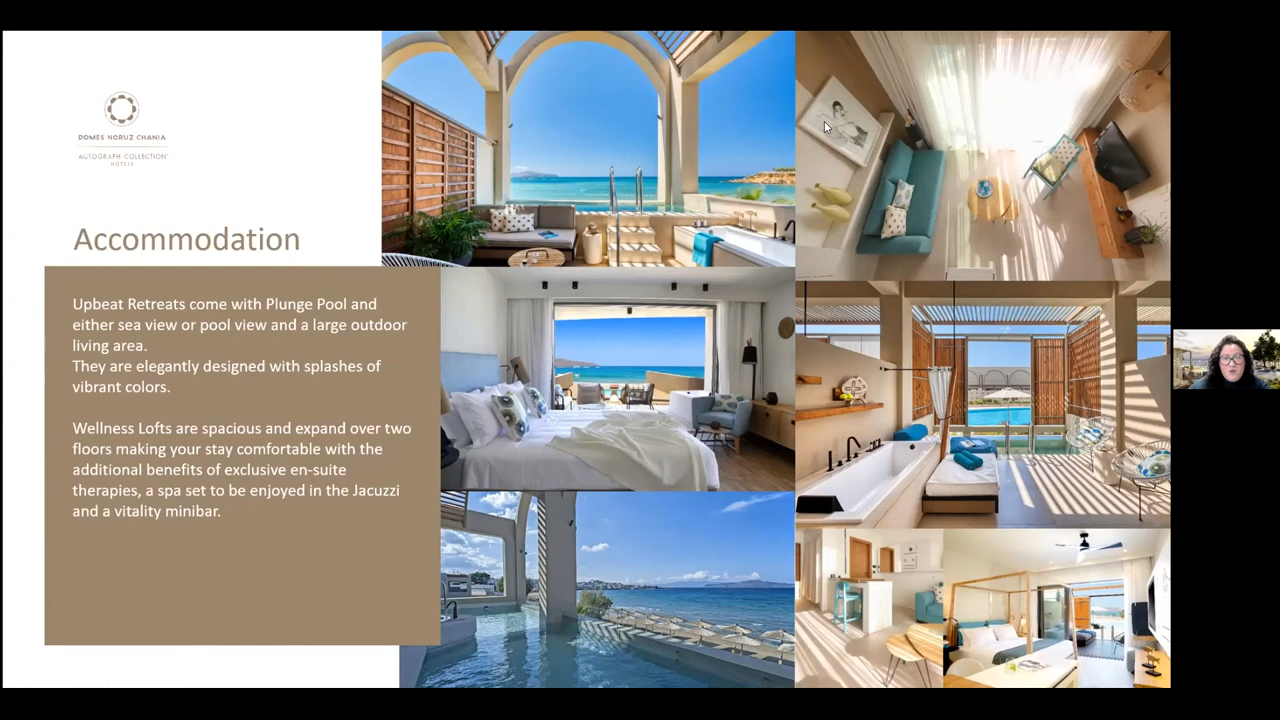 DOMES NORUZ CHANIA
AUTOGRAPH COLLECTION
HOTELS
Accommodation
Upbeat Retreats come with Plunge Pool and
either sea view or pool view and a large outdoor
living area.
They are elegantly designed with splashes of
vibrant colors.
Wellness Lofts are spacious and expand over two
floors making your stay comfortable with the
additional benefits of exclusive en-suite
therapies, a spa set to be enjoyed in the Jacuzzi
and a vitality minibar.